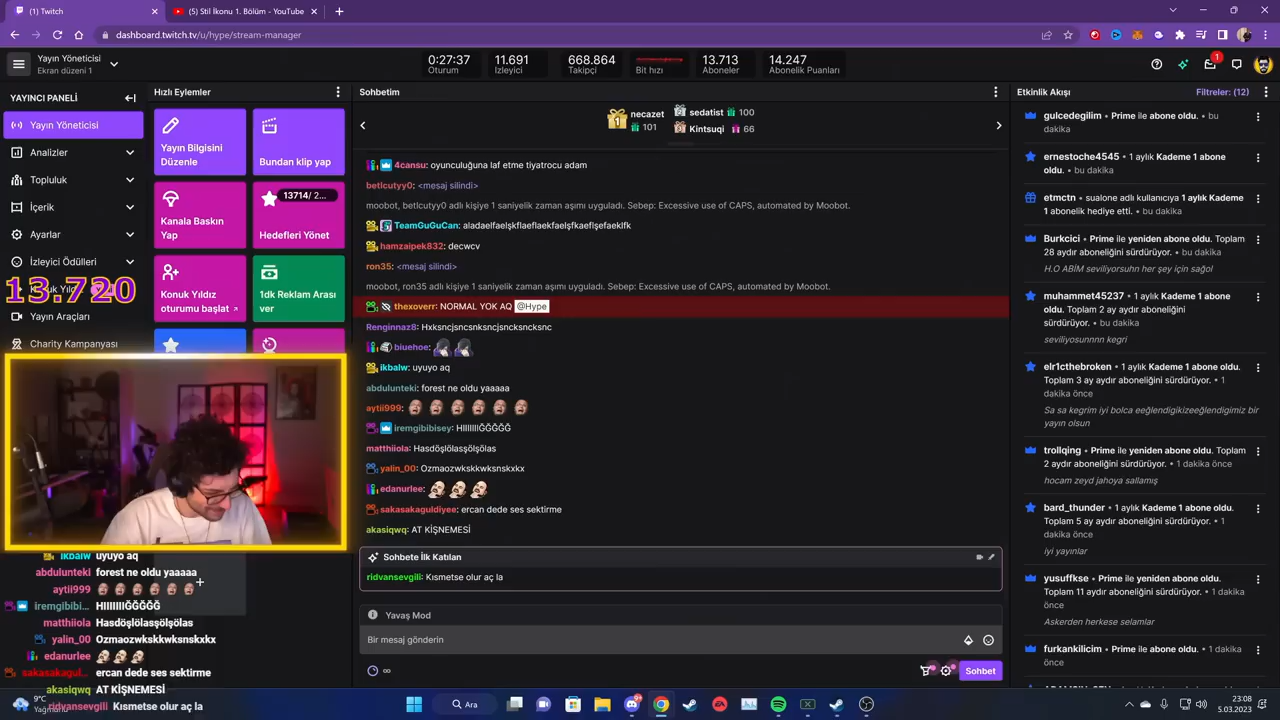 (1) Twitch
(5) Stil İkonu 1. Bölüm - YouTube
dashboard.twitch.tv/u/hype/stream-manager
Yayın Yöneticisi
Ekran düzeni 1
0:27:37
Oturum
11.691
İzleyici
668.864
Takipçi
Bit hızı
13.713
Aboneler
14.247
Abonelik Puanları
1
YAYINCI PANELİ
Yayın Yöneticisi
Analizler
Topluluk
İçerik
Ayarlar
İzleyici Ödülleri
13.720
Yayın Araçları
Charity Kampanyası
Hızlı Eylemler
Yayın Bilgisini
Düzenle
Bundan klip yap
Kanala Baskın
Yap
13714/ 2...
Hedefleri Yönet
Konuk Yıldız
oturumu başlat
1dk Reklam Arası
ver
Sohbetim
1
necazet
101
sedatist 100
Kintsuqi 66
4cansu: oyunculuğuna laf etme tiyatrocu adam
betlcutyy0: <mesaj silindi>
moobot, betlcutyy0 adlı kişiye 1 saniyelik zaman aşımı uyguladı. Sebep: Excessive use of CAPS, automated by Moobot.
TeamGuGuCan: aladaefaelşkflaeflaekfaelşfkaeflşefaeklfk
hamzaipek832: decwcv
ron35: <mesaj silindi>
moobot, ron35 adlı kişiye 1 saniyelik zaman aşımı uyguladı. Sebep: Excessive use of CAPS, automated by Moobot.
thexoverr: NORMAL YOK AQ @Hype
Renginnaz8: Hxksncjsncsnksncjsncksncksnc
biuehoe:
ikbalw: uyuyo aq
abdulunteki: forest ne oldu yaaaaa
aytii999:
iremgibibisey: HIIIIIIIĞĞĞĞĞ
matthiiola: Hasdöşlölasşölşölas
yalin_00: Ozmaozwkskkwksnskxkx
edanurlee:
sakasakaguldiyee: ercan dede ses sektirme
akasiqwq: AT KİŞNEMESİ
Sohbete İlk Katılan
ridvansevgili: Kısmetse olur aç la
Yavaş Mod
Bir mesaj gönderin
Sohbet
Etkinlik Akışı
Filtreler: (12)
gulcedegilim • Prime ile abone oldu. • bu
dakika
ernestoche4545 • 1 aylık Kademe 1 abone
oldu. • bu dakika
etmctn • sualone adlı kullanıcıya 1 aylık Kademe
1 abonelik hediye etti. • bu dakika
Burkcici • Prime ile yeniden abone oldu. Toplam
28 aydır aboneliğini sürdürüyor. • bu dakika
H.O ABİM seviliyorsuhn her şey için sağol
muhammet45237 • 1 aylık Kademe 1 abone
oldu. Toplam 2 ay aydır aboneliğini
sürdürüyor. • bu dakika
seviliyosunnnn kegri
elr1cthebroken • 1 aylık Kademe 1 abone oldu.
Toplam 3 ay aydır aboneliğini sürdürüyor. • 1
dakika önce
Sa sa kegrim iyi bolca eeğlendigikizeğlendigimiz bir
yayın olsun
trollqing • Prime ile yeniden abone oldu. Toplam
2 aydır aboneliğini sürdürüyor. • 1 dakika önce
hocam zeyd jahoya sallamış
bard_thunder • 1 aylık Kademe 1 abone oldu.
Toplam 5 ay aydır aboneliğini sürdürüyor. • 1
dakika önce
iyi yayınlar
yusuffkse • Prime ile yeniden abone oldu.
Toplam 11 aydır aboneliğini sürdürüyor. • 1 dakika
önce
Askerden herkese selamlar
furkankilicim • Prime ile abone oldu. • 1 dakika
önce
ikbalw uyuyo aq
abdulunteki forest ne oldu yaaaaa
aytii999
iremgibisey: HIIIIIIIĞĞĞĞĞ
matthiiola Hasdöşlölasşölşölas
yalin_00 Ozmaozwkskkwksnskxkx
edanurlee
sakasakagul ercan dede ses sektirme
akasiqwq AT KİŞNEMESİ
ridvansevgili Kısmetse olur aç la
9°C
Yağmurlu
Ara
23:08
5.03.2023